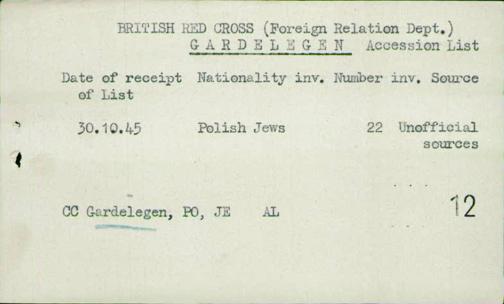 BRITISH RED CROSS (Foreign Relation Dept.)
GARDELEGEN Accession List
Date of receipt Nationality inv. Number inv. Source
of List
30.10.45 Polish Jews 22 Unofficial
sources
CC Gardelegen, PO, JE AL 12